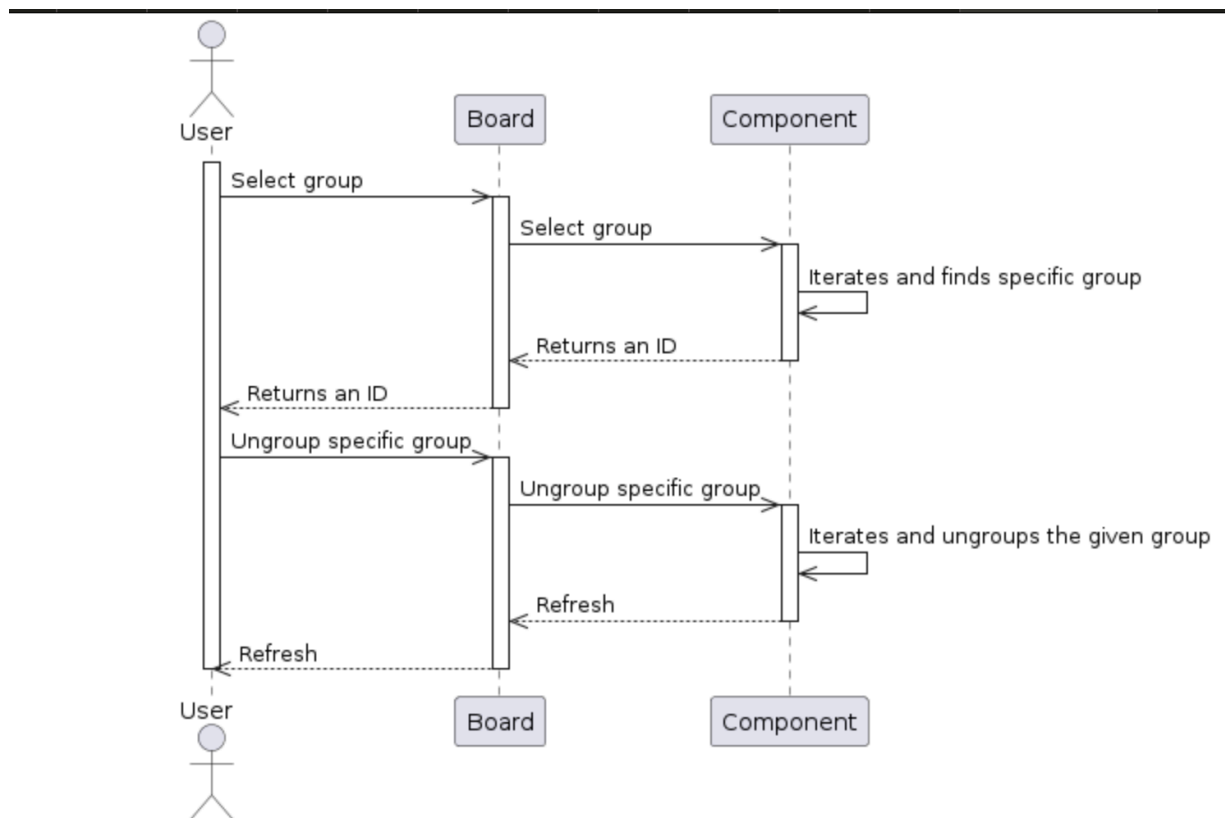 User
Board
Component
Select group
Select group
Iterates and finds specific group
Returns an ID
Returns an ID
Ungroup specific group
Ungroup specific group
Iterates and ungroups the given group
Refresh
Refresh
User
Board
Component